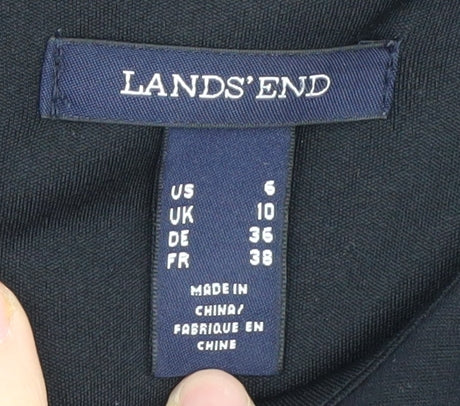 LANDS' END
US 6
UK 10
DE 36
FR 38
MADE IN
CHINA/
FABRIQUE EN
CHINE